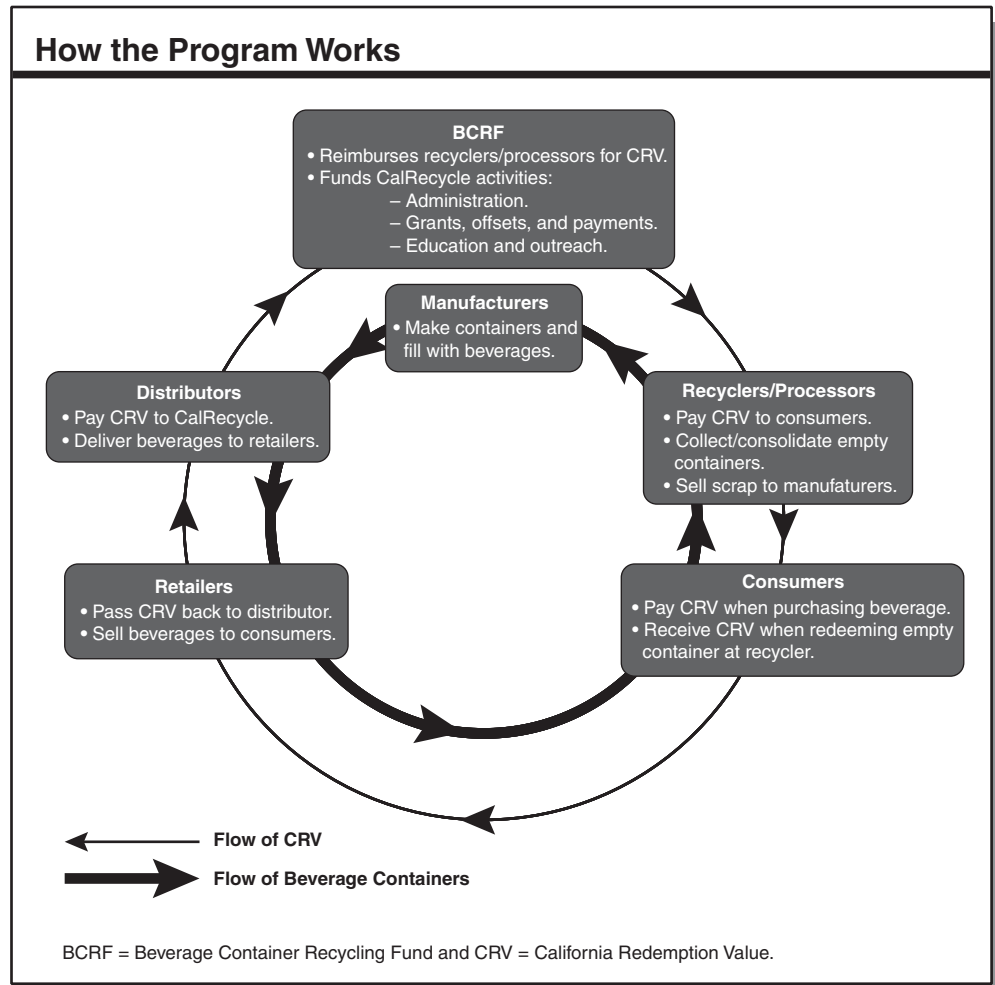 How the Program Works
BCRF
• Reimburses recyclers/processors for CRV.
• Funds CalRecycle activities:
– Administration.
– Grants, offsets, and payments.
– Education and outreach.
Manufacturers
• Make containers and
fill with beverages.
Distributors
• Pay CRV to CalRecycle.
• Deliver beverages to retailers.
Recyclers/Processors
• Pay CRV to consumers.
• Collect/consolidate empty
containers.
• Sell scrap to manufaturers.
Retailers
• Pass CRV back to distributor.
• Sell beverages to consumers.
Consumers
• Pay CRV when purchasing beverage.
• Receive CRV when redeeming empty
container at recycler.
Flow of CRV
Flow of Beverage Containers
BCRF = Beverage Container Recycling Fund and CRV = California Redemption Value.